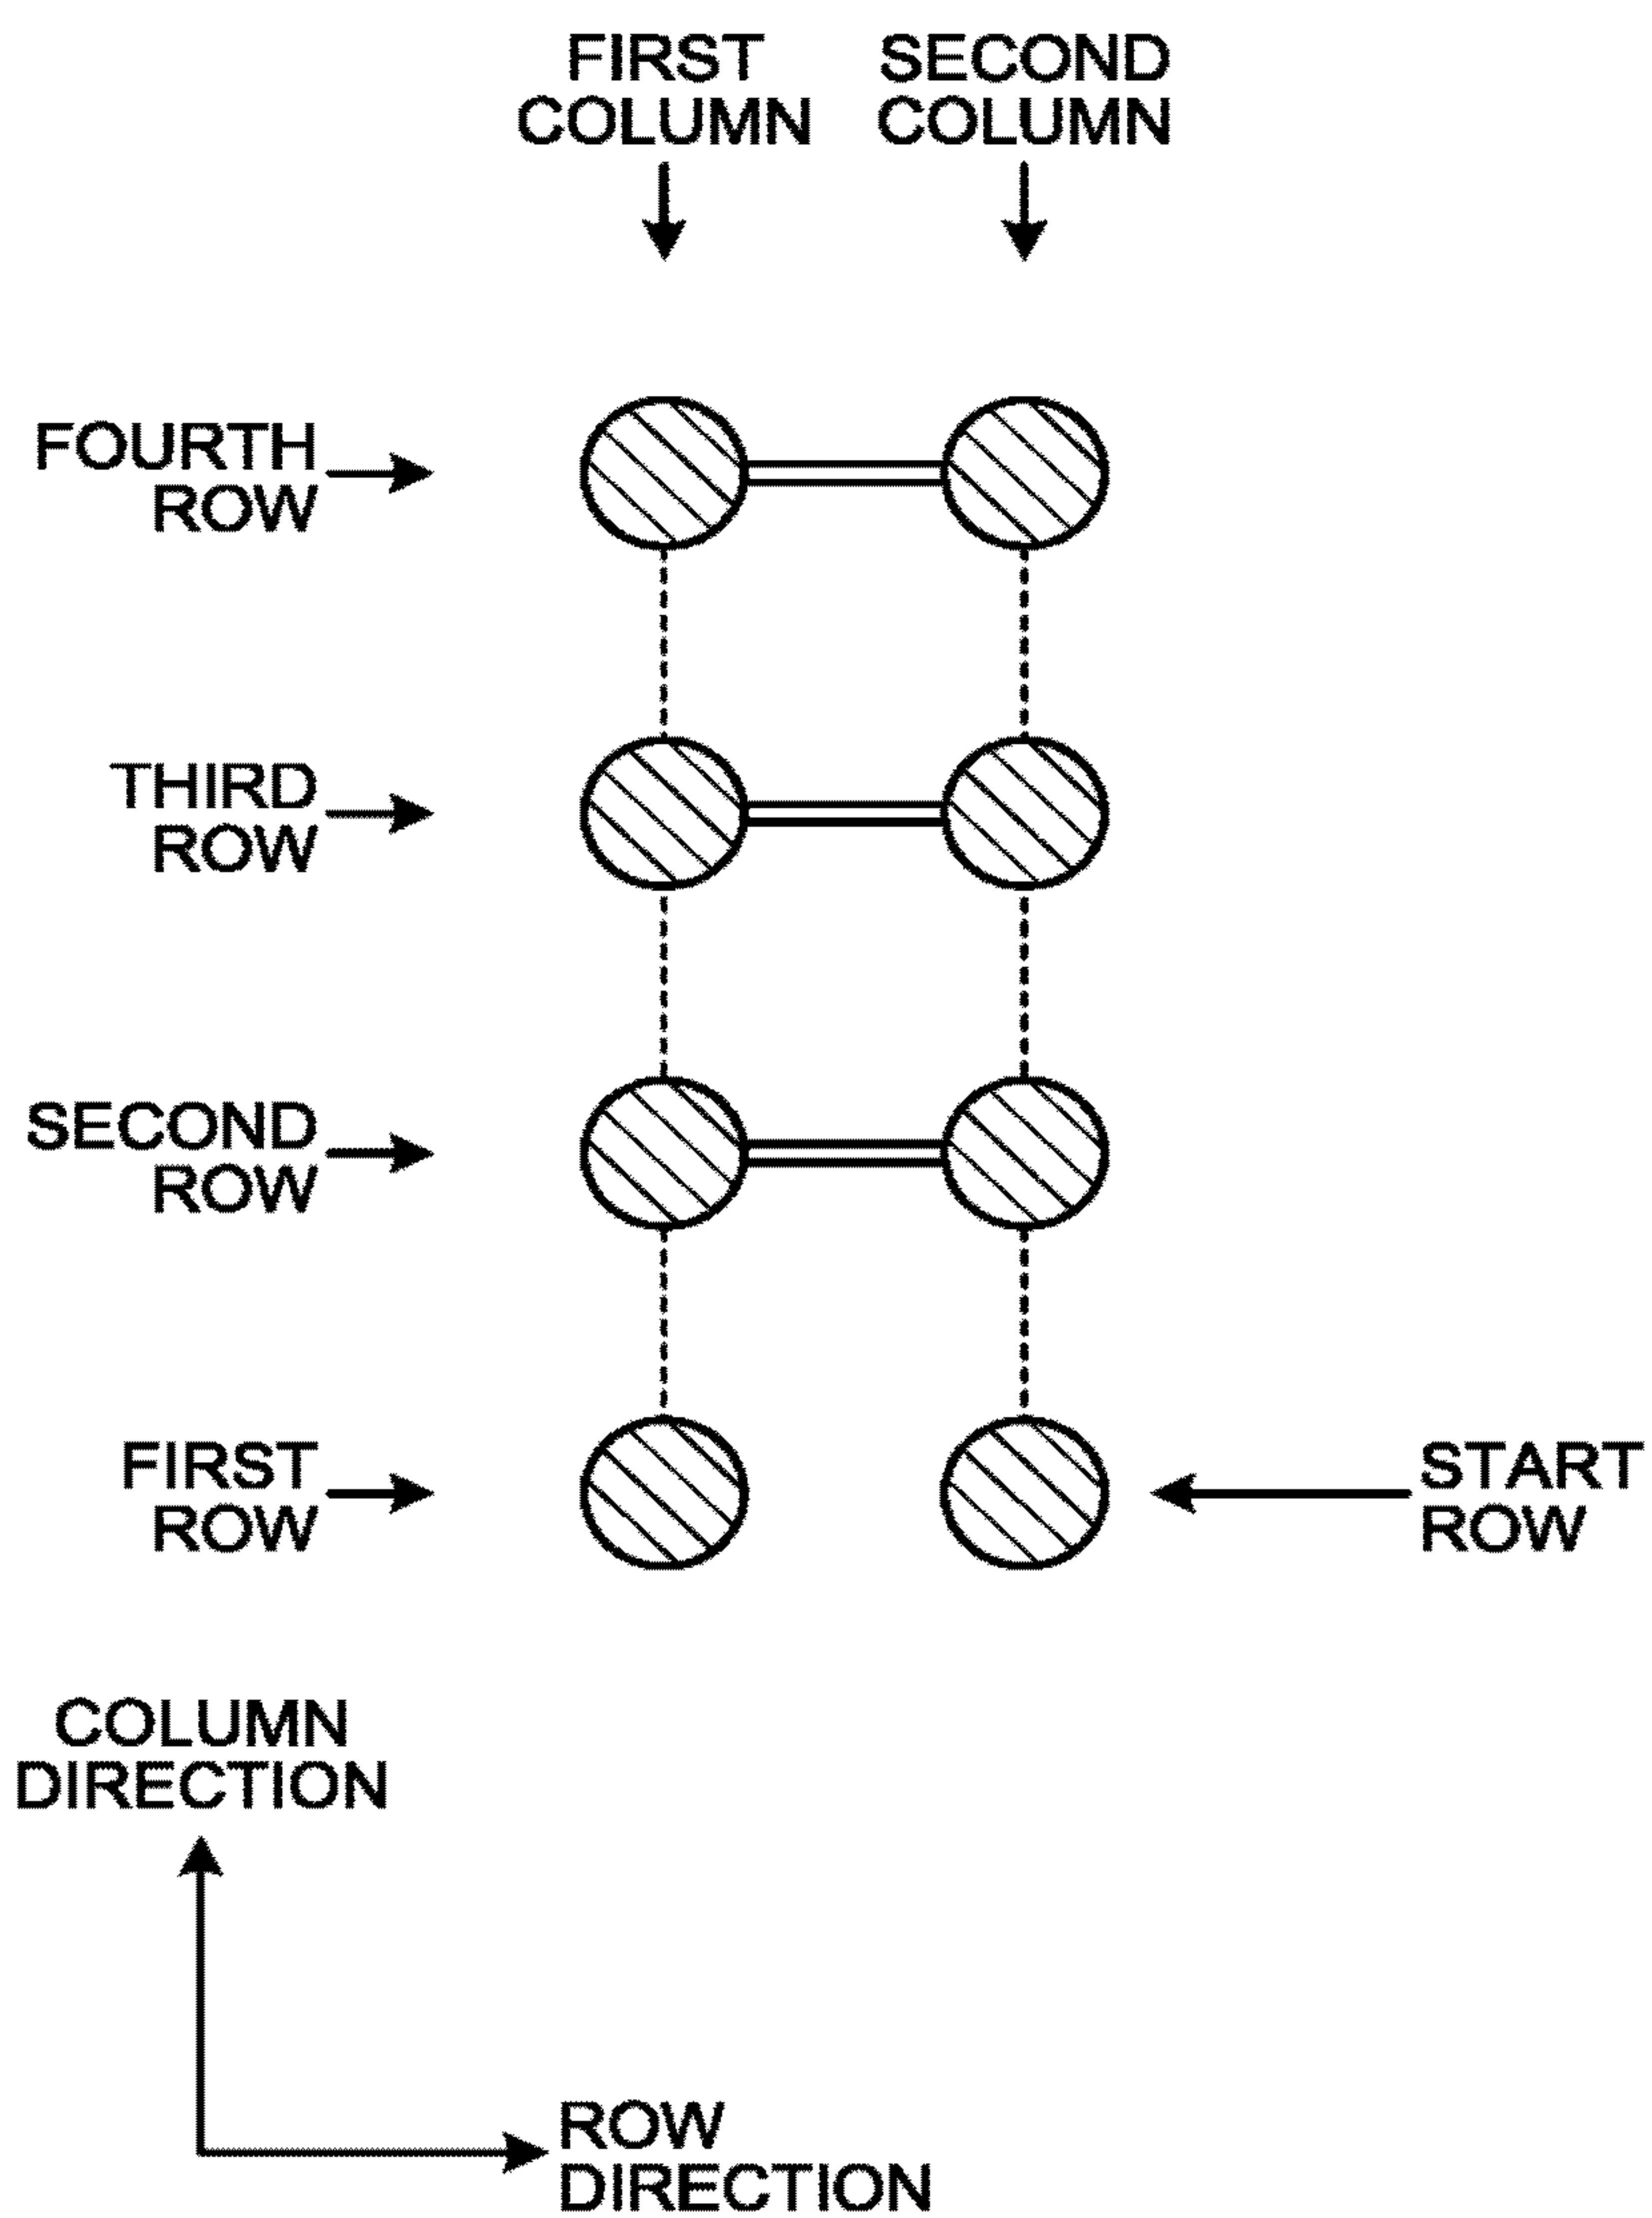 FIRST
COLUMN
SECOND
COLUMN
FOURTH
ROW
THIRD
ROW
SECOND
ROW
FIRST
ROW
START
ROW
COLUMN
DIRECTION
ROW
DIRECTION